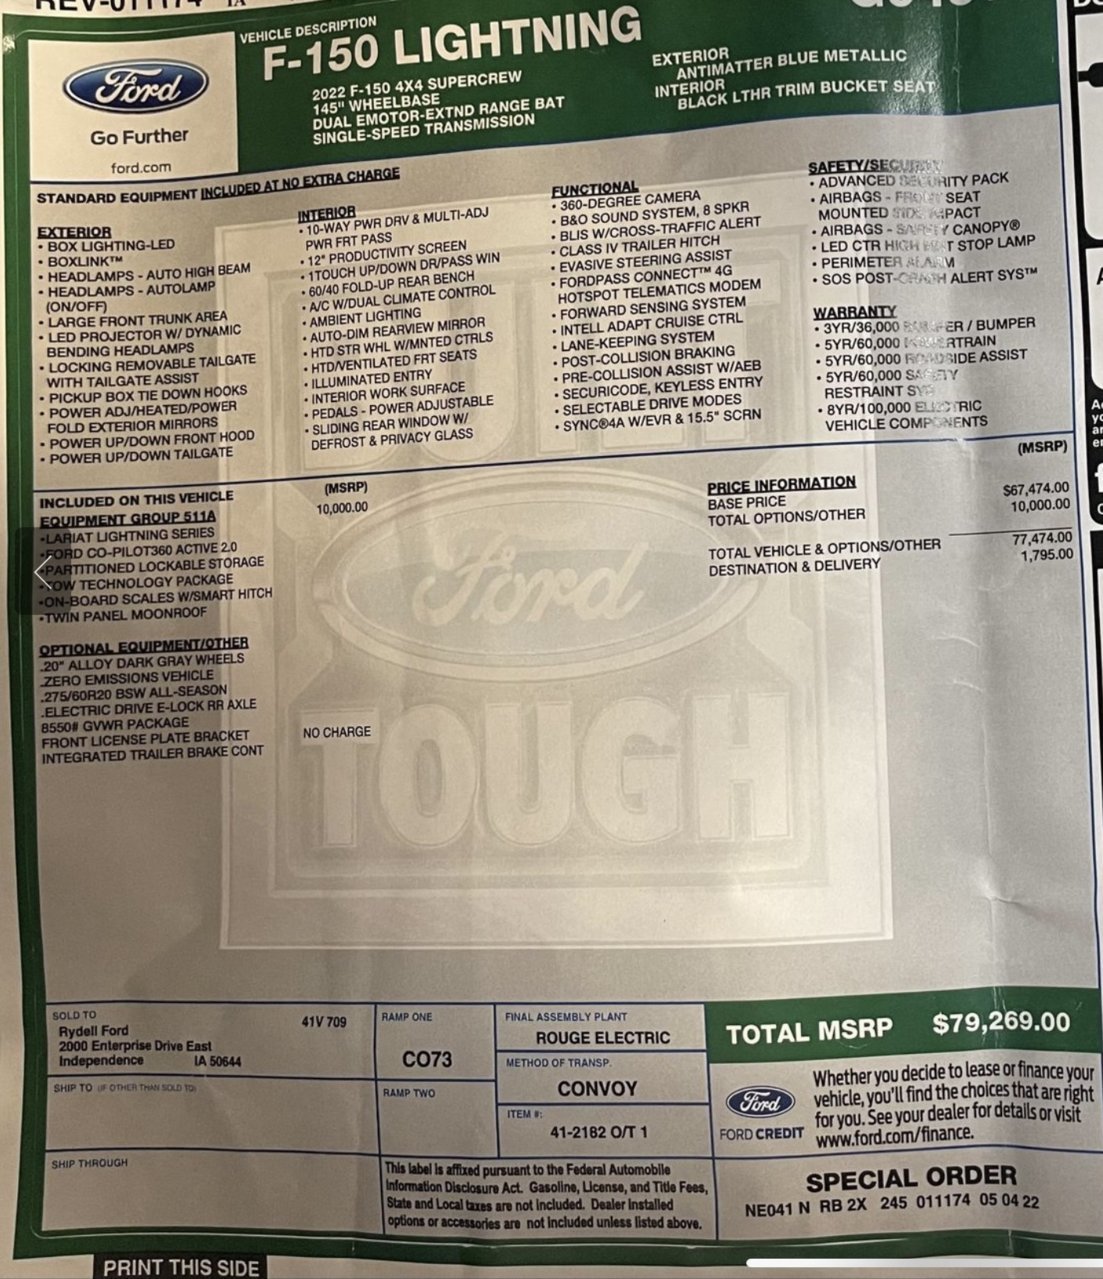 Ford
Go Further
ford.com
VEHICLE DESCRIPTION
F-150 LIGHTNING
2022 F-150 4X4 SUPERCREW
145" WHEELBASE
DUAL EMOTOR-EXTND RANGE BAT
SINGLE-SPEED TRANSMISSION
EXTERIOR
ANTIMATTER BLUE METALLIC
INTERIOR
BLACK LTHR TRIM BUCKET SEAT
STANDARD EQUIPMENT INCLUDED AT NO EXTRA CHARGE
EXTERIOR
• BOX LIGHTING-LED
• BOXLINK™
• HEADLAMPS - AUTO HIGH BEAM
• HEADLAMPS - AUTOLAMP
(ON/OFF)
• LARGE FRONT TRUNK AREA
• LED PROJECTOR W/ DYNAMIC
BENDING HEADLAMPS
• LOCKING REMOVABLE TAILGATE
WITH TAILGATE ASSIST
• PICKUP BOX TIE DOWN HOOKS
• POWER ADJ/HEATED/POWER
FOLD EXTERIOR MIRRORS
• POWER UP/DOWN FRONT HOOD
• POWER UP/DOWN TAILGATE
INTERIOR
• 10-WAY PWR DRV & MULTI-ADJ
PWR FRT PASS
• 12" PRODUCTIVITY SCREEN
• 1TOUCH UP/DOWN DR/PASS WIN
• 60/40 FOLD-UP REAR BENCH
• A/C W/DUAL CLIMATE CONTROL
• AMBIENT LIGHTING
• AUTO-DIM REARVIEW MIRROR
• HTD STR WHL W/MNTED CTRLS
• HTD/VENTILATED FRT SEATS
• ILLUMINATED ENTRY
• INTERIOR WORK SURFACE
• PEDALS - POWER ADJUSTABLE
• SLIDING REAR WINDOW W/
DEFROST & PRIVACY GLASS
FUNCTIONAL
• 360-DEGREE CAMERA
• B&O SOUND SYSTEM, 8 SPKR
• BLIS W/CROSS-TRAFFIC ALERT
• CLASS IV TRAILER HITCH
• EVASIVE STEERING ASSIST
• FORDPASS CONNECT™ 4G
HOTSPOT TELEMATICS MODEM
• FORWARD SENSING SYSTEM
• INTELL ADAPT CRUISE CTRL
• LANE-KEEPING SYSTEM
• POST-COLLISION BRAKING
• PRE-COLLISION ASSIST W/AEB
• SECURICODE, KEYLESS ENTRY
• SELECTABLE DRIVE MODES
• SYNC®4A W/EVR & 15.5" SCRN
SAFETY/SECURITY
• ADVANCED SECURITY PACK
• AIRBAGS - FRONT SEAT
MOUNTED SIDE IMPACT
• AIRBAGS - SAFETY CANOPY®
• LED CTR HIGH MNT STOP LAMP
• PERIMETER ALARM
• SOS POST-CRASH ALERT SYS™
WARRANTY
• 3YR/36,000 BUMPER / BUMPER
• 5YR/60,000 POWERTRAIN
• 5YR/60,000 ROADSIDE ASSIST
• 5YR/60,000 SAFETY
RESTRAINT SYS
• 8YR/100,000 ELECTRIC
VEHICLE COMPONENTS
INCLUDED ON THIS VEHICLE
(MSRP)
EQUIPMENT GROUP 511A
10,000.00
•LARIAT LIGHTNING SERIES
•FORD CO-PILOT360 ACTIVE 2.0
•PARTITIONED LOCKABLE STORAGE
•TOW TECHNOLOGY PACKAGE
•ON-BOARD SCALES W/SMART HITCH
•TWIN PANEL MOONROOF
OPTIONAL EQUIPMENT/OTHER
.20" ALLOY DARK GRAY WHEELS
.ZERO EMISSIONS VEHICLE
.275/60R20 BSW ALL-SEASON
.ELECTRIC DRIVE E-LOCK RR AXLE
8550# GVWR PACKAGE
FRONT LICENSE PLATE BRACKET
NO CHARGE
INTEGRATED TRAILER BRAKE CONT
(MSRP)
PRICE INFORMATION
BASE PRICE $67,474.00
TOTAL OPTIONS/OTHER 10,000.00
TOTAL VEHICLE & OPTIONS/OTHER 77,474.00
DESTINATION & DELIVERY 1,795.00
BUILT
Ford
TOUGH
SOLD TO
41V 709
Rydell Ford
2000 Enterprise Drive East
Independence IA 50644
SHIP TO (IF OTHER THAN SOLD TO)
SHIP THROUGH
RAMP ONE
CO73
RAMP TWO
FINAL ASSEMBLY PLANT
ROUGE ELECTRIC
METHOD OF TRANSP.
CONVOY
ITEM #:
41-2182 O/T 1
This label is affixed pursuant to the Federal Automobile
Information Disclosure Act. Gasoline, License, and Title Fees,
State and Local taxes are not included. Dealer installed
options or accessories are not included unless listed above.
TOTAL MSRP $79,269.00
Ford
FORD CREDIT
Whether you decide to lease or finance your
vehicle, you'll find the choices that are right
for you. See your dealer for details or visit
www.ford.com/finance.
SPECIAL ORDER
NE041 N RB 2X 245 011174 05 04 22
PRINT THIS SIDE